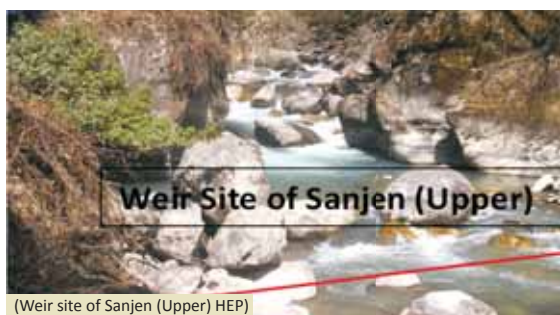 Weir Site of Sanjen (Upper)
(Weir site of Sanjen (Upper) HEP)